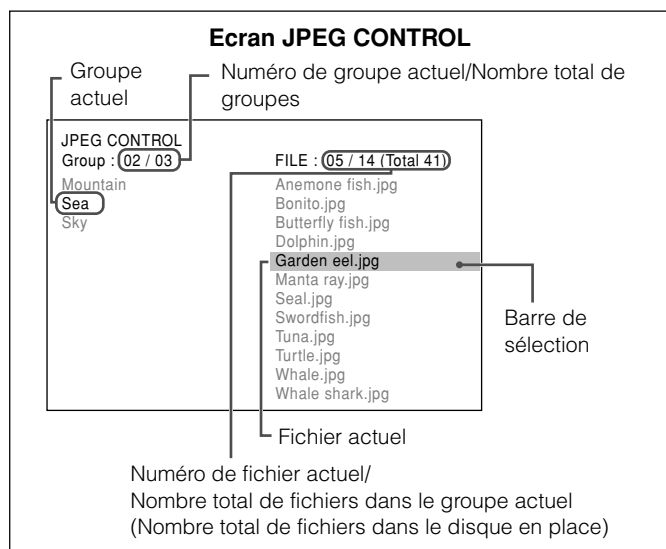 Ecran JPEG CONTROL
Groupe
actuel
Numéro de groupe actuel/Nombre total de
groupes
JPEG CONTROL
Group : 02 / 03
Mountain
Sea
Sky
FILE : 05 / 14 (Total 41)
Anemone fish.jpg
Bonito.jpg
Butterfly fish.jpg
Dolphin.jpg
Garden eel.jpg
Manta ray.jpg
Seal.jpg
Swordfish.jpg
Tuna.jpg
Turtle.jpg
Whale.jpg
Whale shark.jpg
Barre de
sélection
Fichier actuel
Numéro de fichier actuel/
Nombre total de fichiers dans le groupe actuel
(Nombre total de fichiers dans le disque en place)